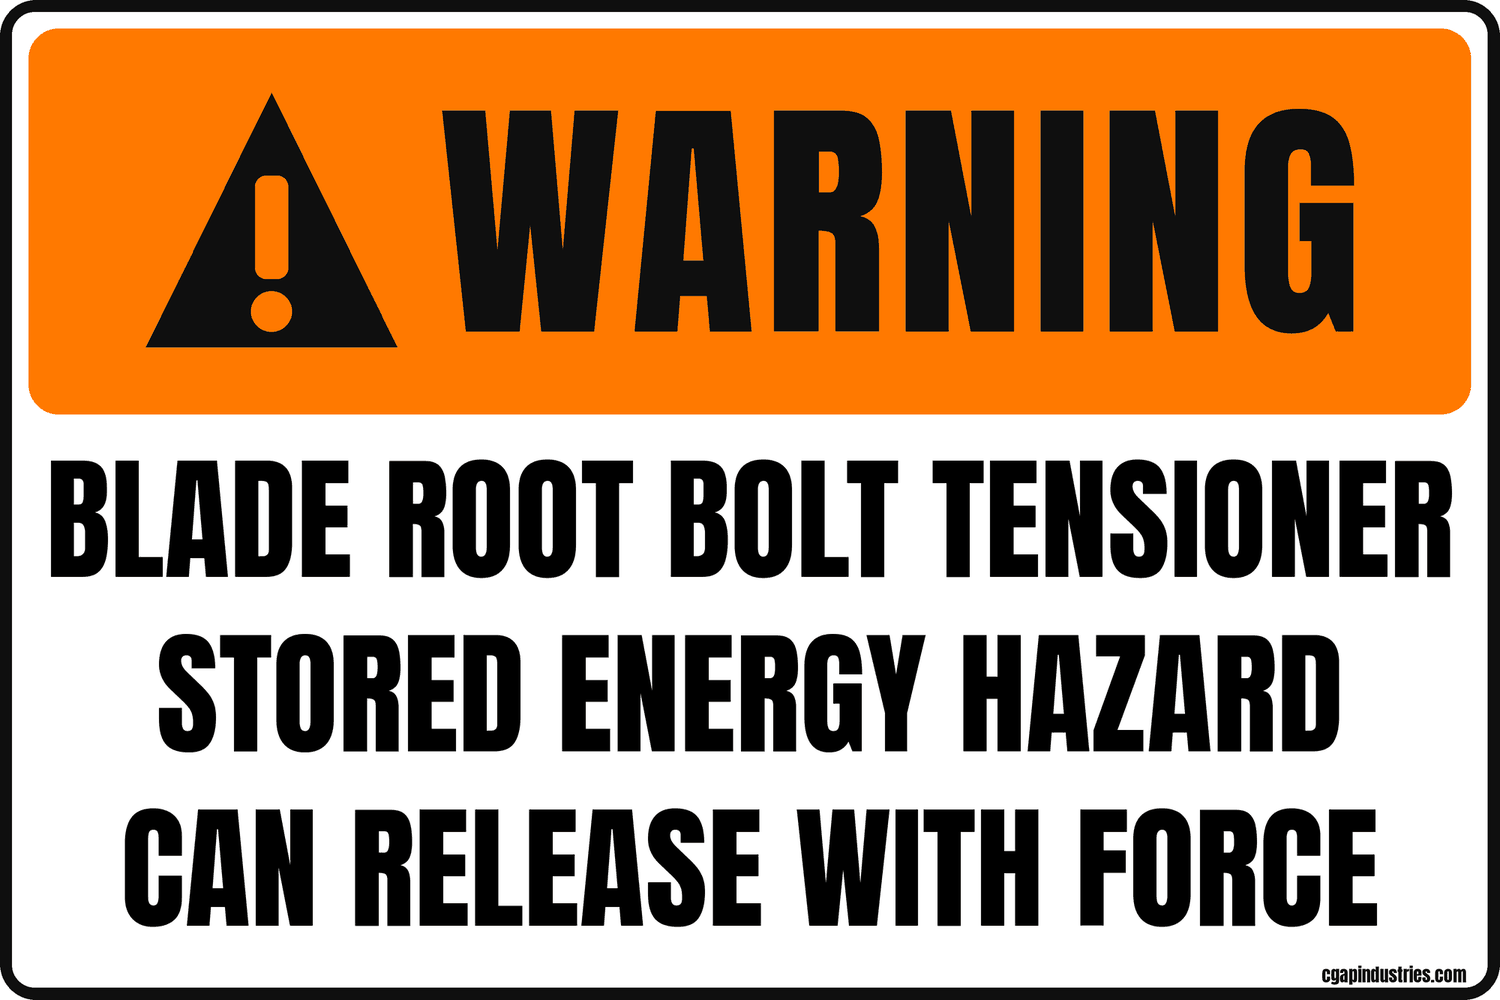 WARNING
BLADE ROOT BOLT TENSIONER
STORED ENERGY HAZARD
CAN RELEASE WITH FORCE
cgapindustries.com